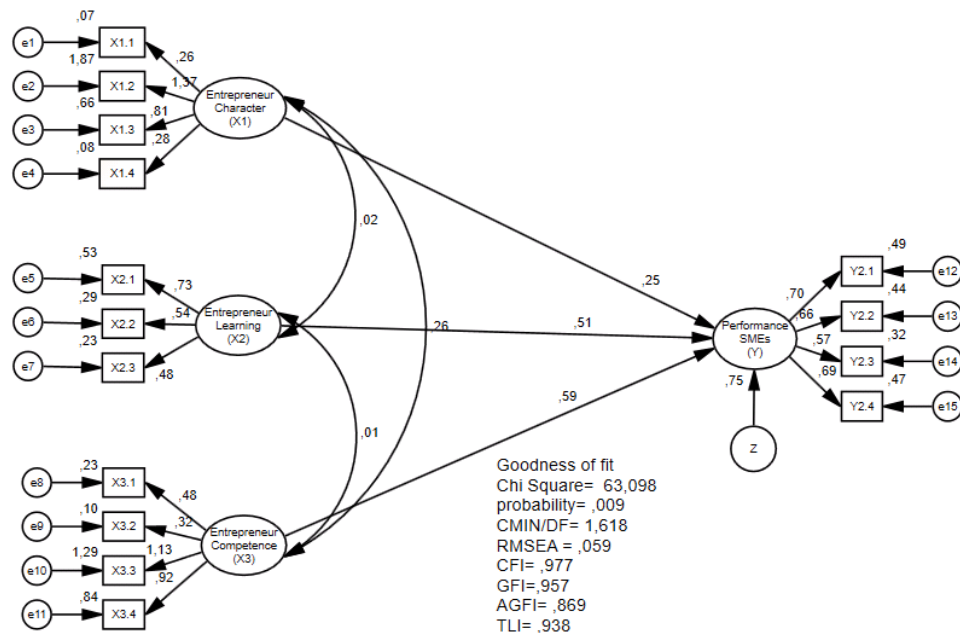 ,07
e1 X1.1
,26
1,87
e2 X1.2
1,37
,66
e3 X1.3
,81
,08
e4 X1.4
,28
Entrepreneur
Character
(X1)
,02
,25
,53
e5 X2.1
,73
,29
e6 X2.2
,54
,23
e7 X2.3
,48
Entrepreneur
Learning
(X2)
,26
,51
,01
,59
,23
e8 X3.1
,48
,10
e9 X3.2
,32
1,29
e10 X3.3
1,13
,84
e11 X3.4
,92
Entrepreneur
Competence
(X3)
Performance
SMEs
(Y)
,75
Z
,49
,70
Y2.1 e12
,44
,66
Y2.2 e13
,32
,57
Y2.3 e14
,47
,69
Y2.4 e15
Goodness of fit
Chi Square= 63,098
probability= ,009
CMIN/DF= 1,618
RMSEA = ,059
CFI= ,977
GFI= ,957
AGFI= ,869
TLI= ,938